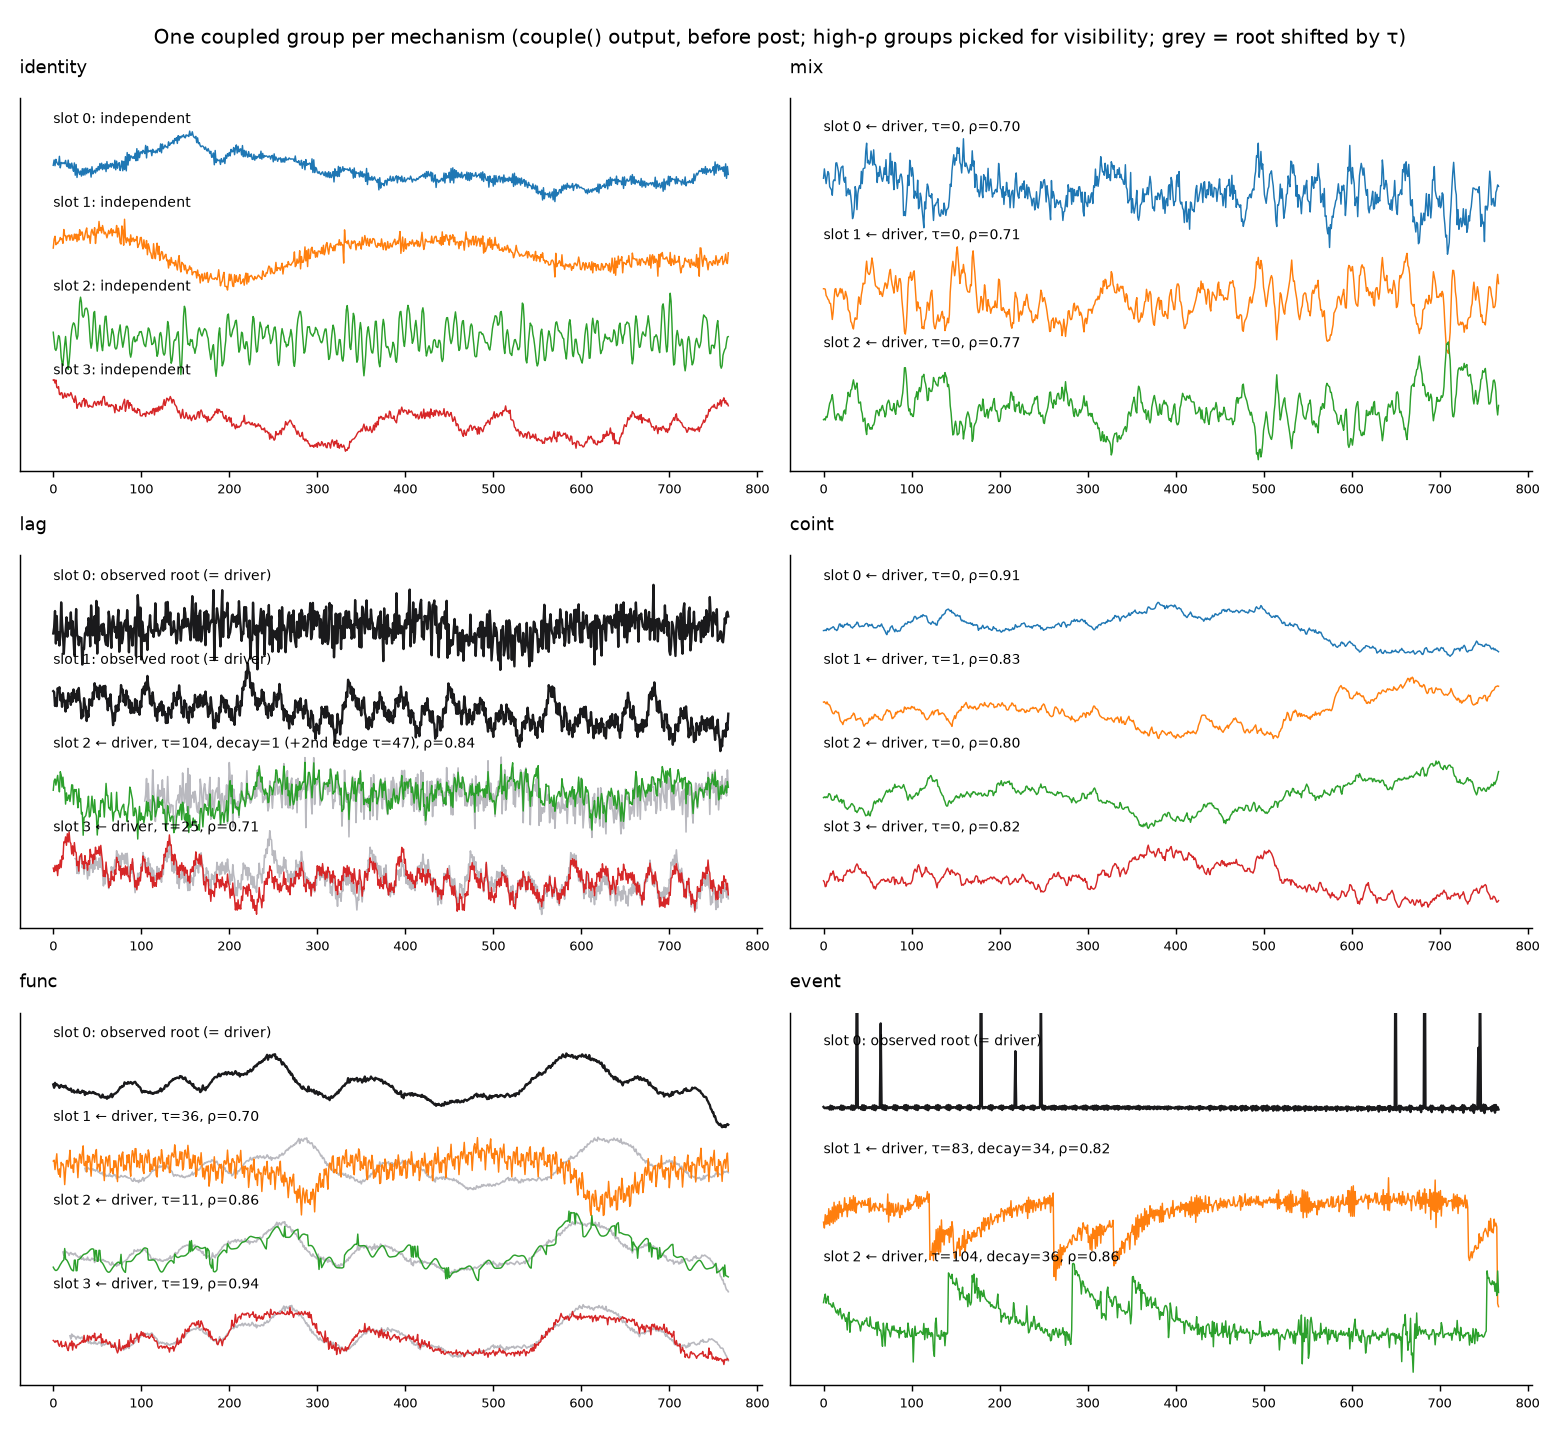 One coupled group per mechanism (couple() output, before post; high-ρ groups picked for visibility; grey = root shifted by τ)
identity
slot 0: independent
slot 1: independent
slot 2: independent
slot 3: independent
0 100 200 300 400 500 600 700 800
mix
slot 0 ← driver, τ=0, ρ=0.70
slot 1 ← driver, τ=0, ρ=0.71
slot 2 ← driver, τ=0, ρ=0.77
0 100 200 300 400 500 600 700 800
lag
slot 0: observed root (= driver)
slot 1: observed root (= driver)
slot 2 ← driver, τ=104, decay=1 (+2nd edge τ=47), ρ=0.84
slot 3 ← driver, τ=25, ρ=0.71
0 100 200 300 400 500 600 700 800
coint
slot 0 ← driver, τ=0, ρ=0.91
slot 1 ← driver, τ=1, ρ=0.83
slot 2 ← driver, τ=0, ρ=0.80
slot 3 ← driver, τ=0, ρ=0.82
0 100 200 300 400 500 600 700 800
func
slot 0: observed root (= driver)
slot 1 ← driver, τ=36, ρ=0.70
slot 2 ← driver, τ=11, ρ=0.86
slot 3 ← driver, τ=19, ρ=0.94
0 100 200 300 400 500 600 700 800
event
slot 0: observed root (= driver)
slot 1 ← driver, τ=83, decay=34, ρ=0.82
slot 2 ← driver, τ=104, decay=36, ρ=0.86
0 100 200 300 400 500 600 700 800